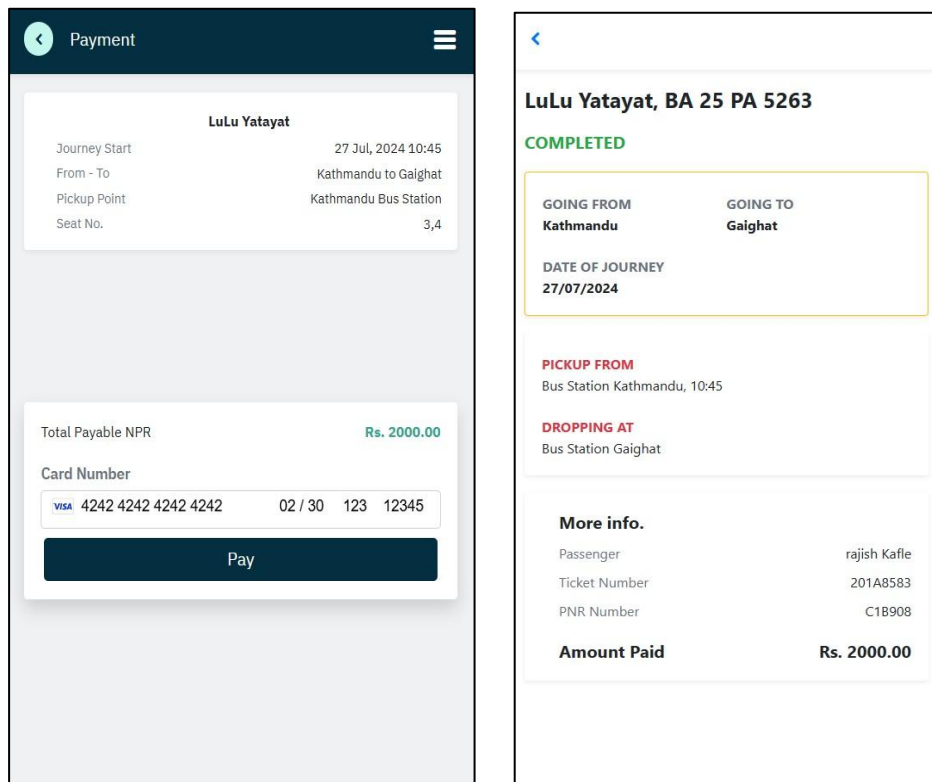 Payment
LuLu Yatayat
Journey Start 27 Jul, 2024 10:45
From - To Kathmandu to Gaighat
Pickup Point Kathmandu Bus Station
Seat No. 3,4
Total Payable NPR Rs. 2000.00
Card Number
VISA 4242 4242 4242 4242 02 / 30 123 12345
Pay
LuLu Yatayat, BA 25 PA 5263
COMPLETED
GOING FROM GOING TO
Kathmandu Gaighat
DATE OF JOURNEY
27/07/2024
PICKUP FROM
Bus Station Kathmandu, 10:45
DROPPING AT
Bus Station Gaighat
More info.
Passenger rajish Kafle
Ticket Number 201A8583
PNR Number C1B908
Amount Paid Rs. 2000.00